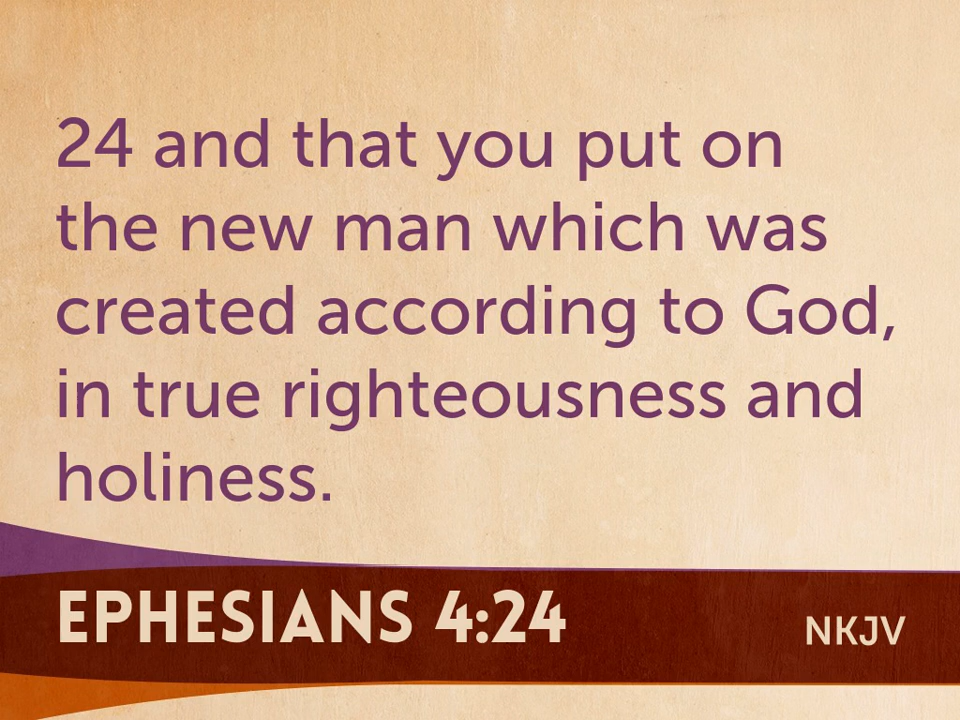 24 and that you put on
the new man which was
created according to God,
in true righteousness and
holiness.
EPHESIANS 4:24
NKJV